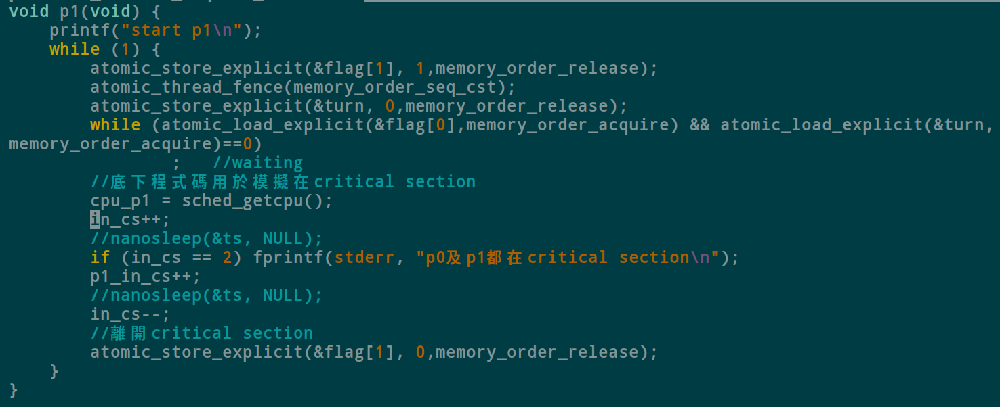 void p1(void) {
    printf("start p1\n");
    while (1) {
        atomic_store_explicit(&flag[1], 1,memory_order_release);
        atomic_thread_fence(memory_order_seq_cst);
        atomic_store_explicit(&turn, 0,memory_order_release);
        while (atomic_load_explicit(&flag[0],memory_order_acquire) && atomic_load_explicit(&turn,
memory_order_acquire)==0)
                ;   //waiting
        //底下程式碼用於模擬在critical section
        cpu_p1 = sched_getcpu();
        in_cs++;
        //nanosleep(&ts, NULL);
        if (in_cs == 2) fprintf(stderr, "p0及p1都在critical section\n");
        p1_in_cs++;
        //nanosleep(&ts, NULL);
        in_cs--;
        //離開critical section
        atomic_store_explicit(&flag[1], 0,memory_order_release);
    }
}